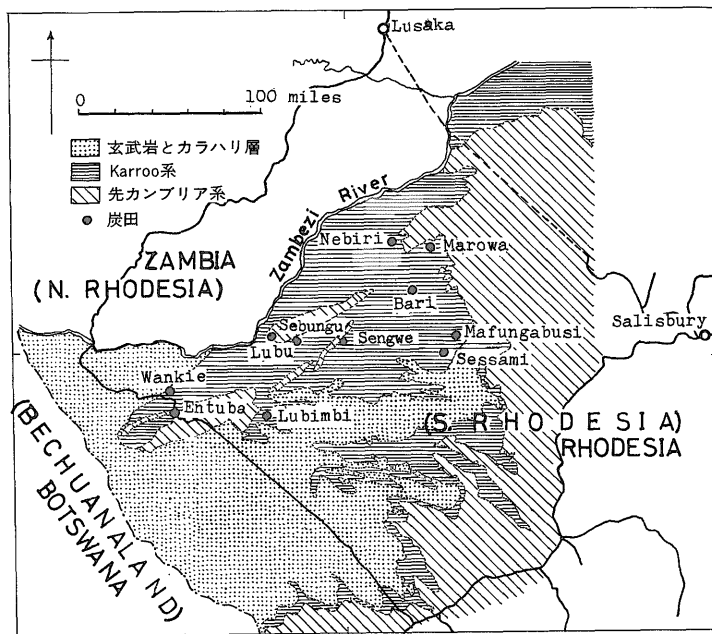 Lusaka
0 100 miles
玄武岩とカラハリ層
Karroo系
先カンブリア系
炭田
Zambezi River
Nebiri
Marowa
ZAMBIA
(N. RHODESIA)
Bari
Sebungu
Lubu
Sengwe
Mafungabusi
Salisbury
Sessami
Wankie
Entuba
Lubimbi
(S. RHODESIA)
RHODESIA
(BECHUANALAND)
BOTSWANA